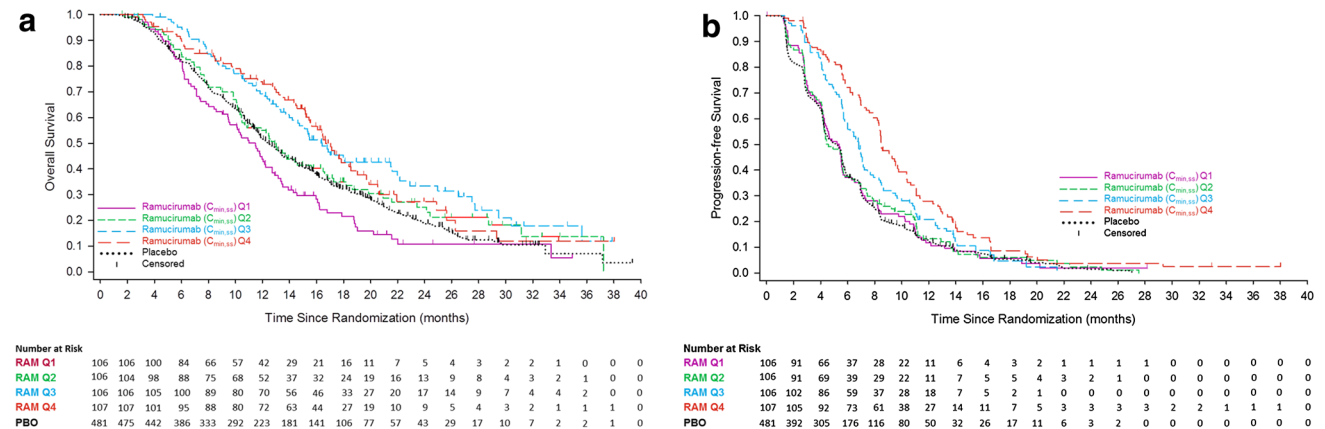 a
Overall Survival
1.0
0.9
0.8
0.7
0.6
0.5
0.4
0.3
0.2
0.1
0.0
Ramucirumab (Cmin,ss) Q1
Ramucirumab (Cmin,ss) Q2
Ramucirumab (Cmin,ss) Q3
Ramucirumab (Cmin,ss) Q4
Placebo
Censored
0 2 4 6 8 10 12 14 16 18 20 22 24 26 28 30 32 34 36 38 40
Time Since Randomization (months)
Number at Risk
RAM Q1 106 106 100 84 66 57 42 29 21 16 11 7 5 4 3 2 2 1 0 0 0
RAM Q2 106 104 98 88 75 68 52 37 32 24 19 16 13 9 8 4 3 2 1 0 0
RAM Q3 106 106 105 100 89 80 70 56 46 33 27 20 17 14 9 7 4 4 2 0 0
RAM Q4 107 107 101 95 88 80 72 63 44 27 19 10 9 5 4 3 2 1 1 1 0
PBO 481 475 442 386 333 292 223 181 141 106 77 57 43 29 17 10 7 2 2 1 0
b
Progression-free Survival
1.0
0.9
0.8
0.7
0.6
0.5
0.4
0.3
0.2
0.1
0.0
Ramucirumab (Cmin,ss) Q1
Ramucirumab (Cmin,ss) Q2
Ramucirumab (Cmin,ss) Q3
Ramucirumab (Cmin,ss) Q4
Placebo
Censored
0 2 4 6 8 10 12 14 16 18 20 22 24 26 28 30 32 34 36 38 40
Time Since Randomization (months)
Number at Risk
RAM Q1 106 91 66 37 28 22 11 6 4 3 2 1 1 1 1 0 0 0 0 0 0
RAM Q2 106 91 69 39 29 22 11 7 5 5 4 3 2 1 0 0 0 0 0 0 0
RAM Q3 106 102 86 59 37 28 18 7 5 2 1 0 0 0 0 0 0 0 0 0 0
RAM Q4 107 105 92 73 61 38 27 14 11 7 5 3 3 3 3 2 2 1 1 1 0
PBO 481 392 305 176 116 80 50 32 26 17 11 6 3 2 0 0 0 0 0 0 0